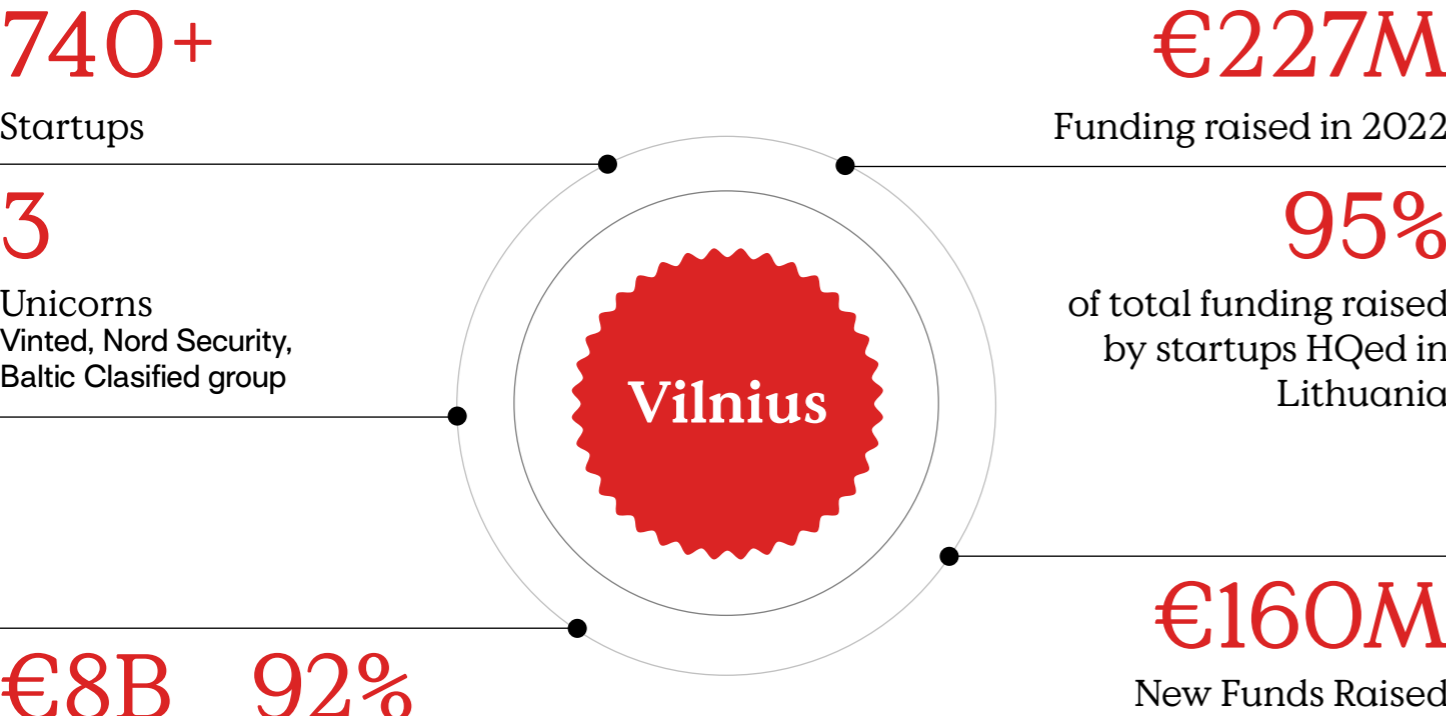 740+
Startups
3
Unicorns
Vinted, Nord Security,
Baltic Clasified group
€8B 92%
Vilnius
€227M
Funding raised in 2022
95%
of total funding raised
by startups HQed in
Lithuania
€160M
New Funds Raised